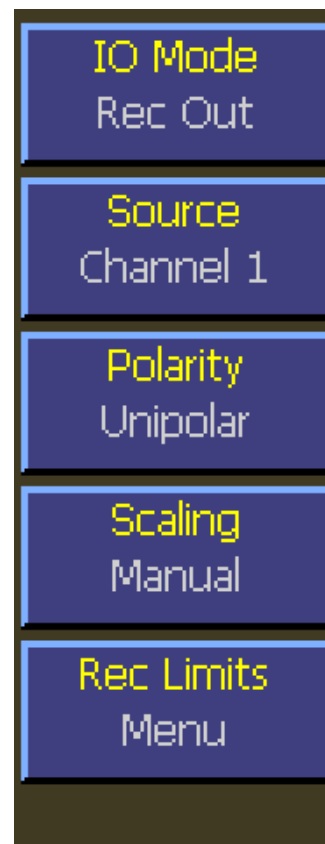 IO Mode
Rec Out
Source
Channel 1
Polarity
Unipolar
Scaling
Manual
Rec Limits
Menu